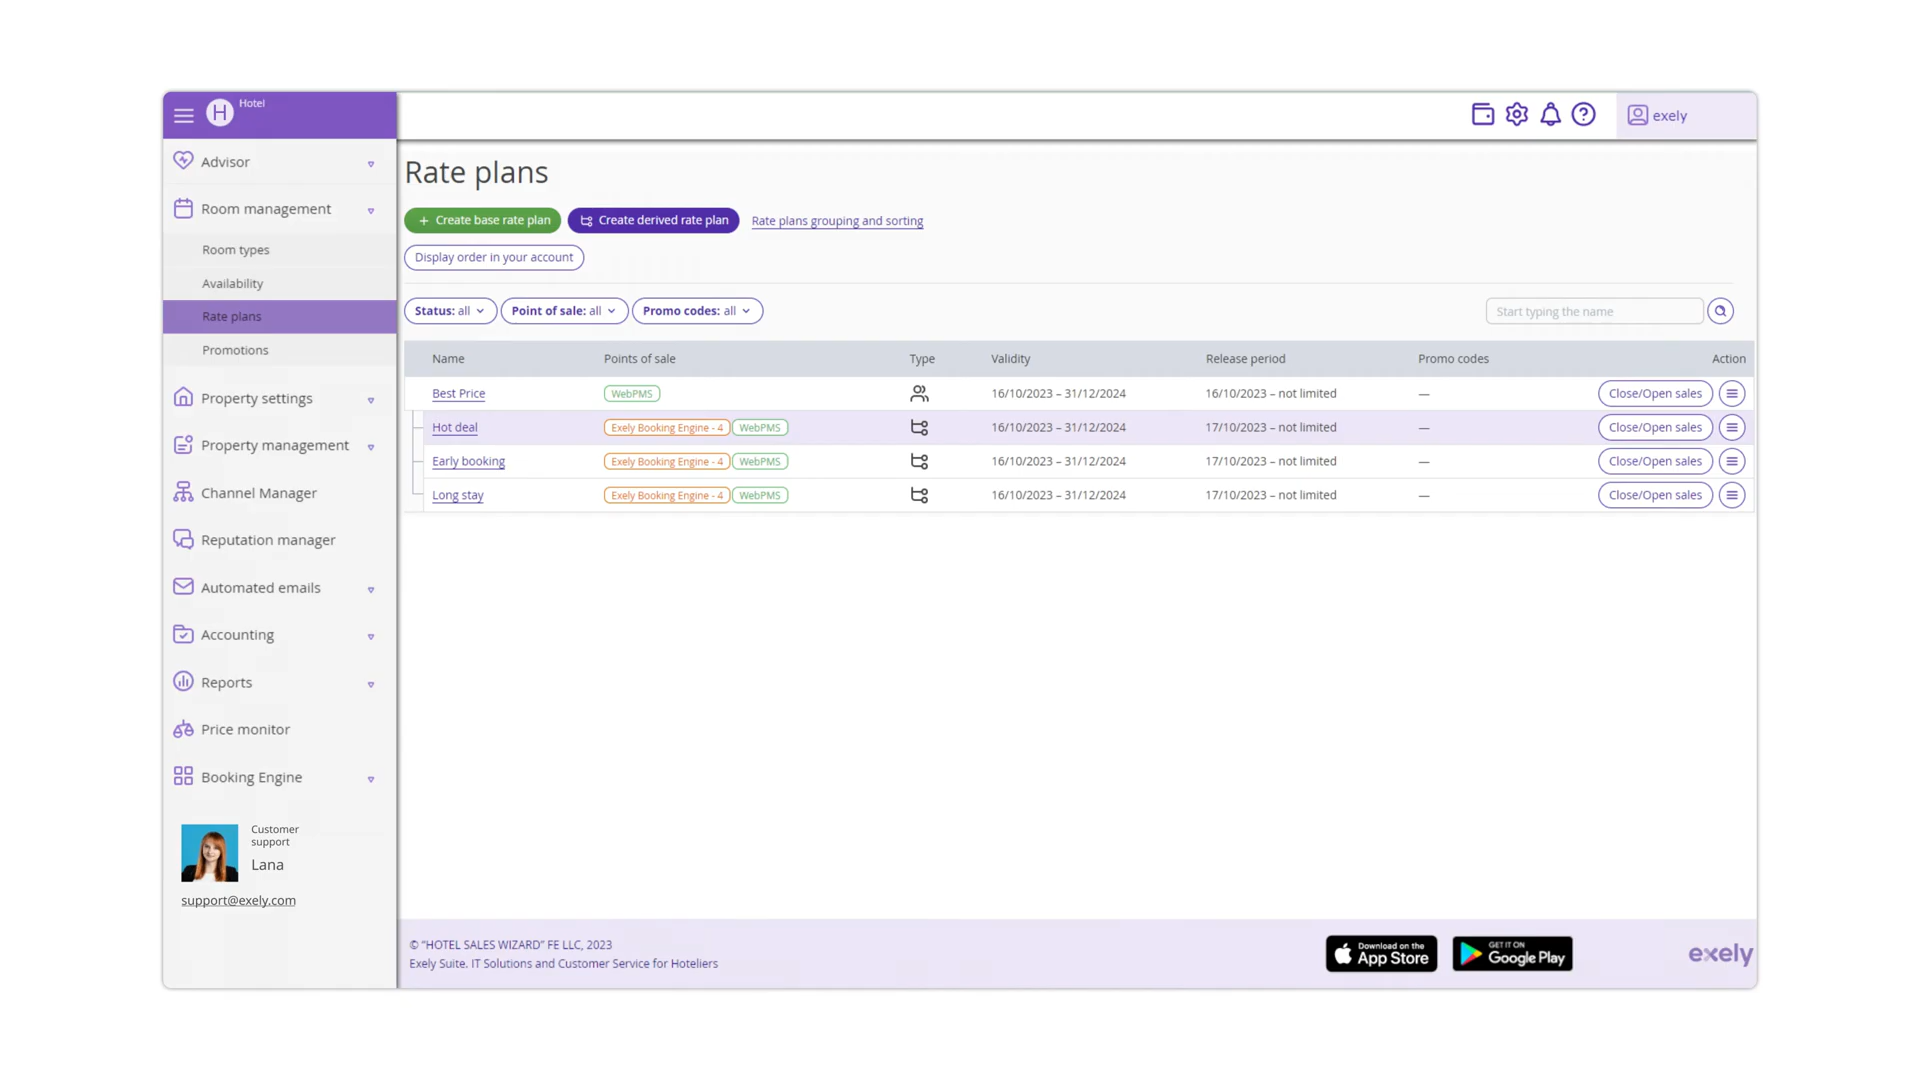 Hotel
H
exely
Advisor
Room management
Room types
Availability
Rate plans
Promotions
Property settings
Property management
Channel Manager
Reputation manager
Automated emails
Accounting
Reports
Price monitor
Booking Engine
Customer
support
Lana
support@exely.com
Rate plans
+ Create base rate plan
Create derived rate plan
Rate plans grouping and sorting
Display order in your account
Status: all
Point of sale: all
Promo codes: all
Start typing the name
Name Points of sale Type Validity Release period Promo codes Action
Best Price WebPMS 16/10/2023 – 31/12/2024 16/10/2023 – not limited — Close/Open sales
Hot deal Exely Booking Engine - 4 WebPMS 16/10/2023 – 31/12/2024 17/10/2023 – not limited — Close/Open sales
Early booking Exely Booking Engine - 4 WebPMS 16/10/2023 – 31/12/2024 17/10/2023 – not limited — Close/Open sales
Long stay Exely Booking Engine - 4 WebPMS 16/10/2023 – 31/12/2024 17/10/2023 – not limited — Close/Open sales
© “HOTEL SALES WIZARD” FE LLC, 2023
Exely Suite. IT Solutions and Customer Service for Hoteliers
Download on the
App Store
GET IT ON
Google Play
exely